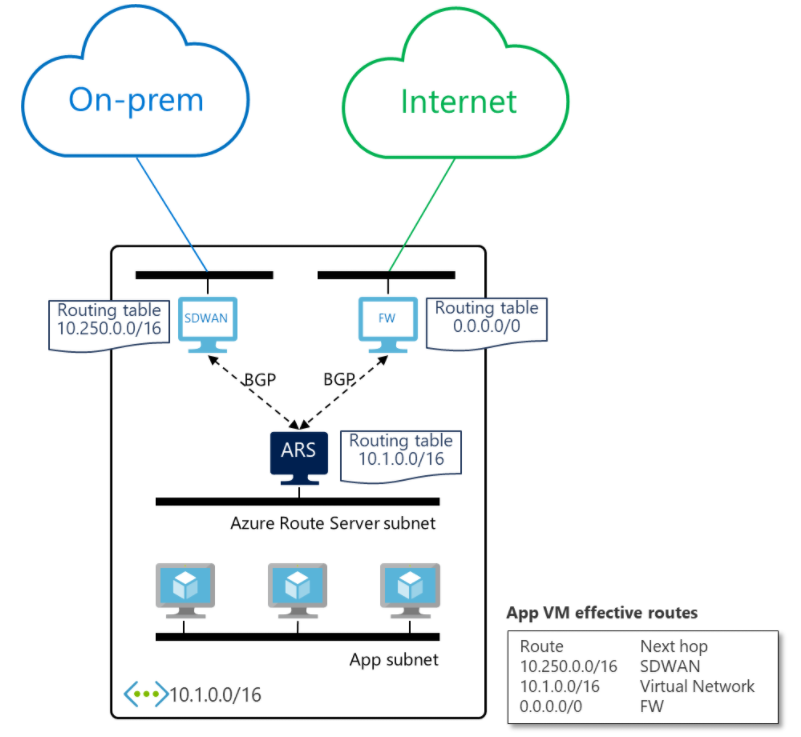 On-prem
Internet
Routing table
10.250.0.0/16
SDWAN
FW
Routing table
0.0.0.0/0
BGP
BGP
ARS
Routing table
10.1.0.0/16
Azure Route Server subnet
App subnet
10.1.0.0/16
App VM effective routes
Route Next hop
10.250.0.0/16 SDWAN
10.1.0.0/16 Virtual Network
0.0.0.0/0 FW